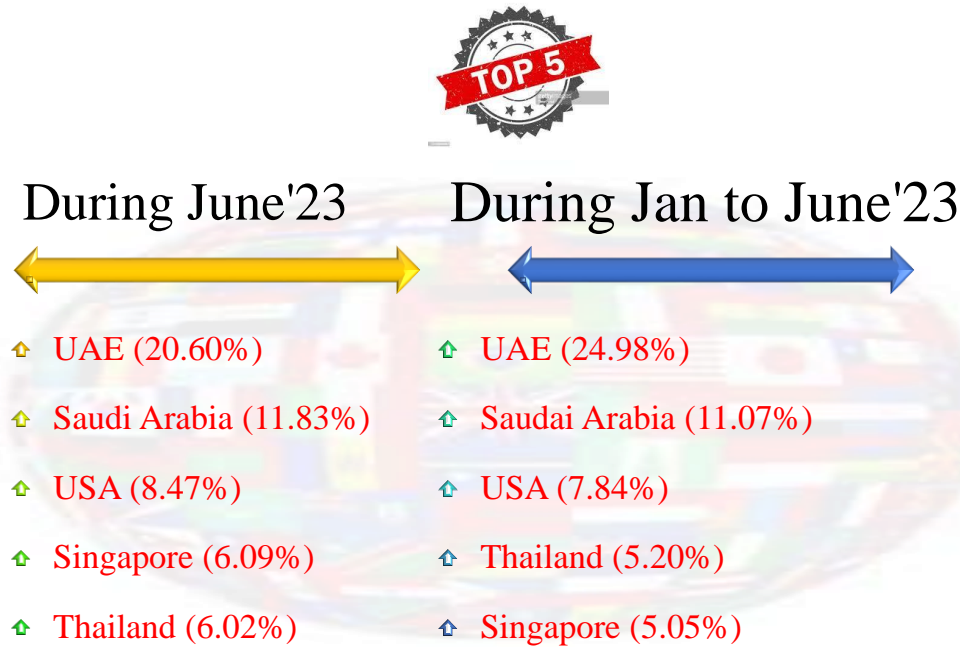 TOP 5
During June'23
UAE (20.60%)
Saudi Arabia (11.83%)
USA (8.47%)
Singapore (6.09%)
Thailand (6.02%)
During Jan to June'23
UAE (24.98%)
Saudai Arabia (11.07%)
USA (7.84%)
Thailand (5.20%)
Singapore (5.05%)